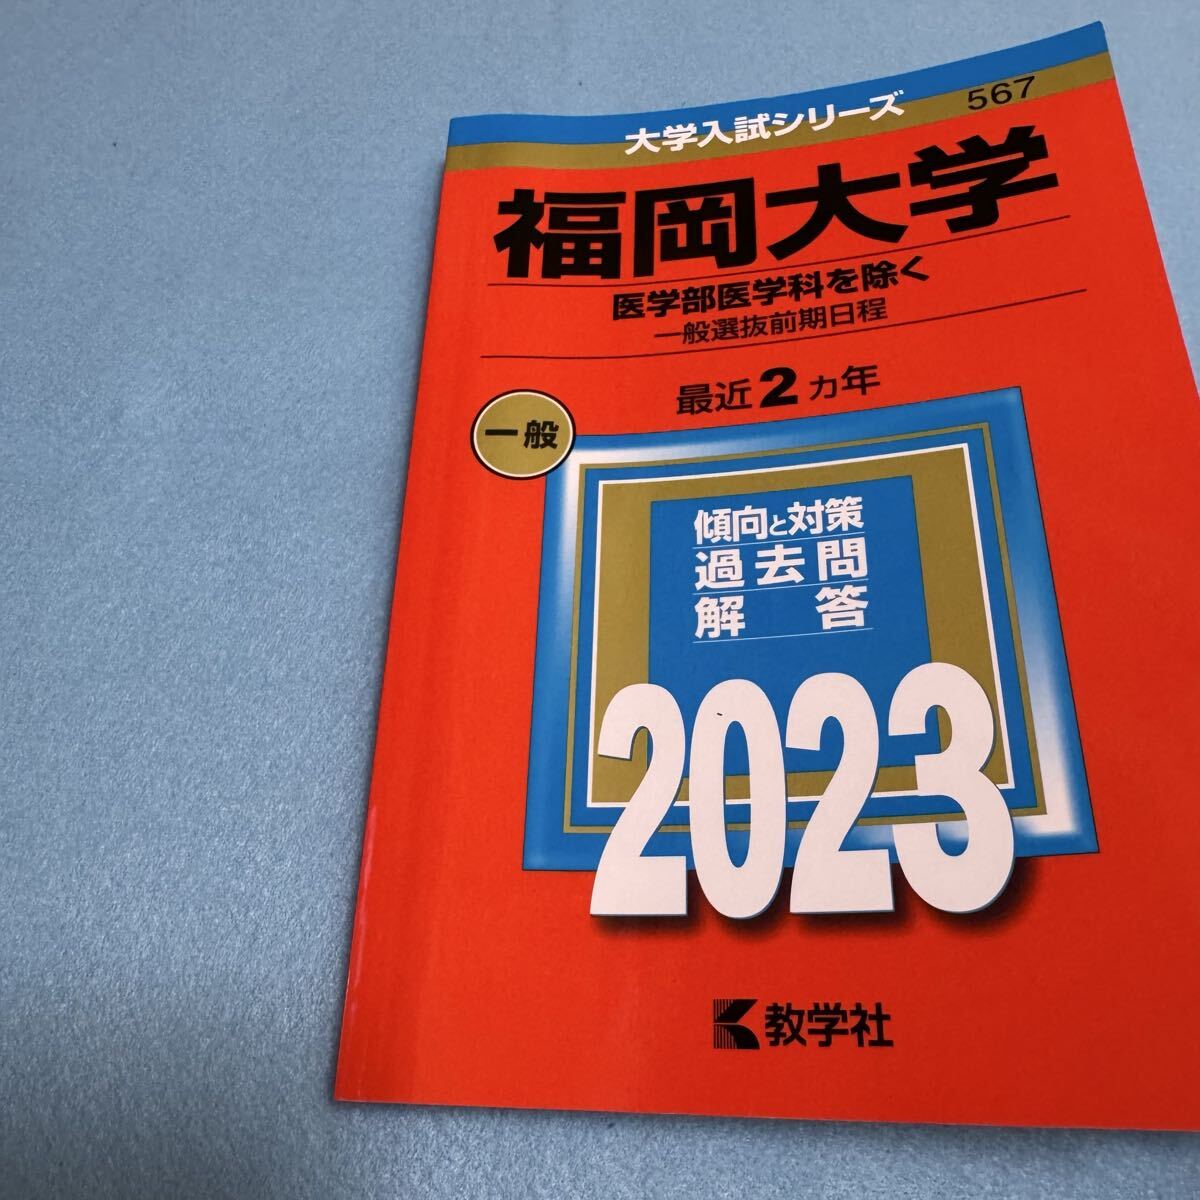 大学入試シリーズ
567
福岡大学
医学部医学科を除く
一般選抜前期日程
最近2ヵ年
一般
傾向と対策
過去問
解答
2023
教学社